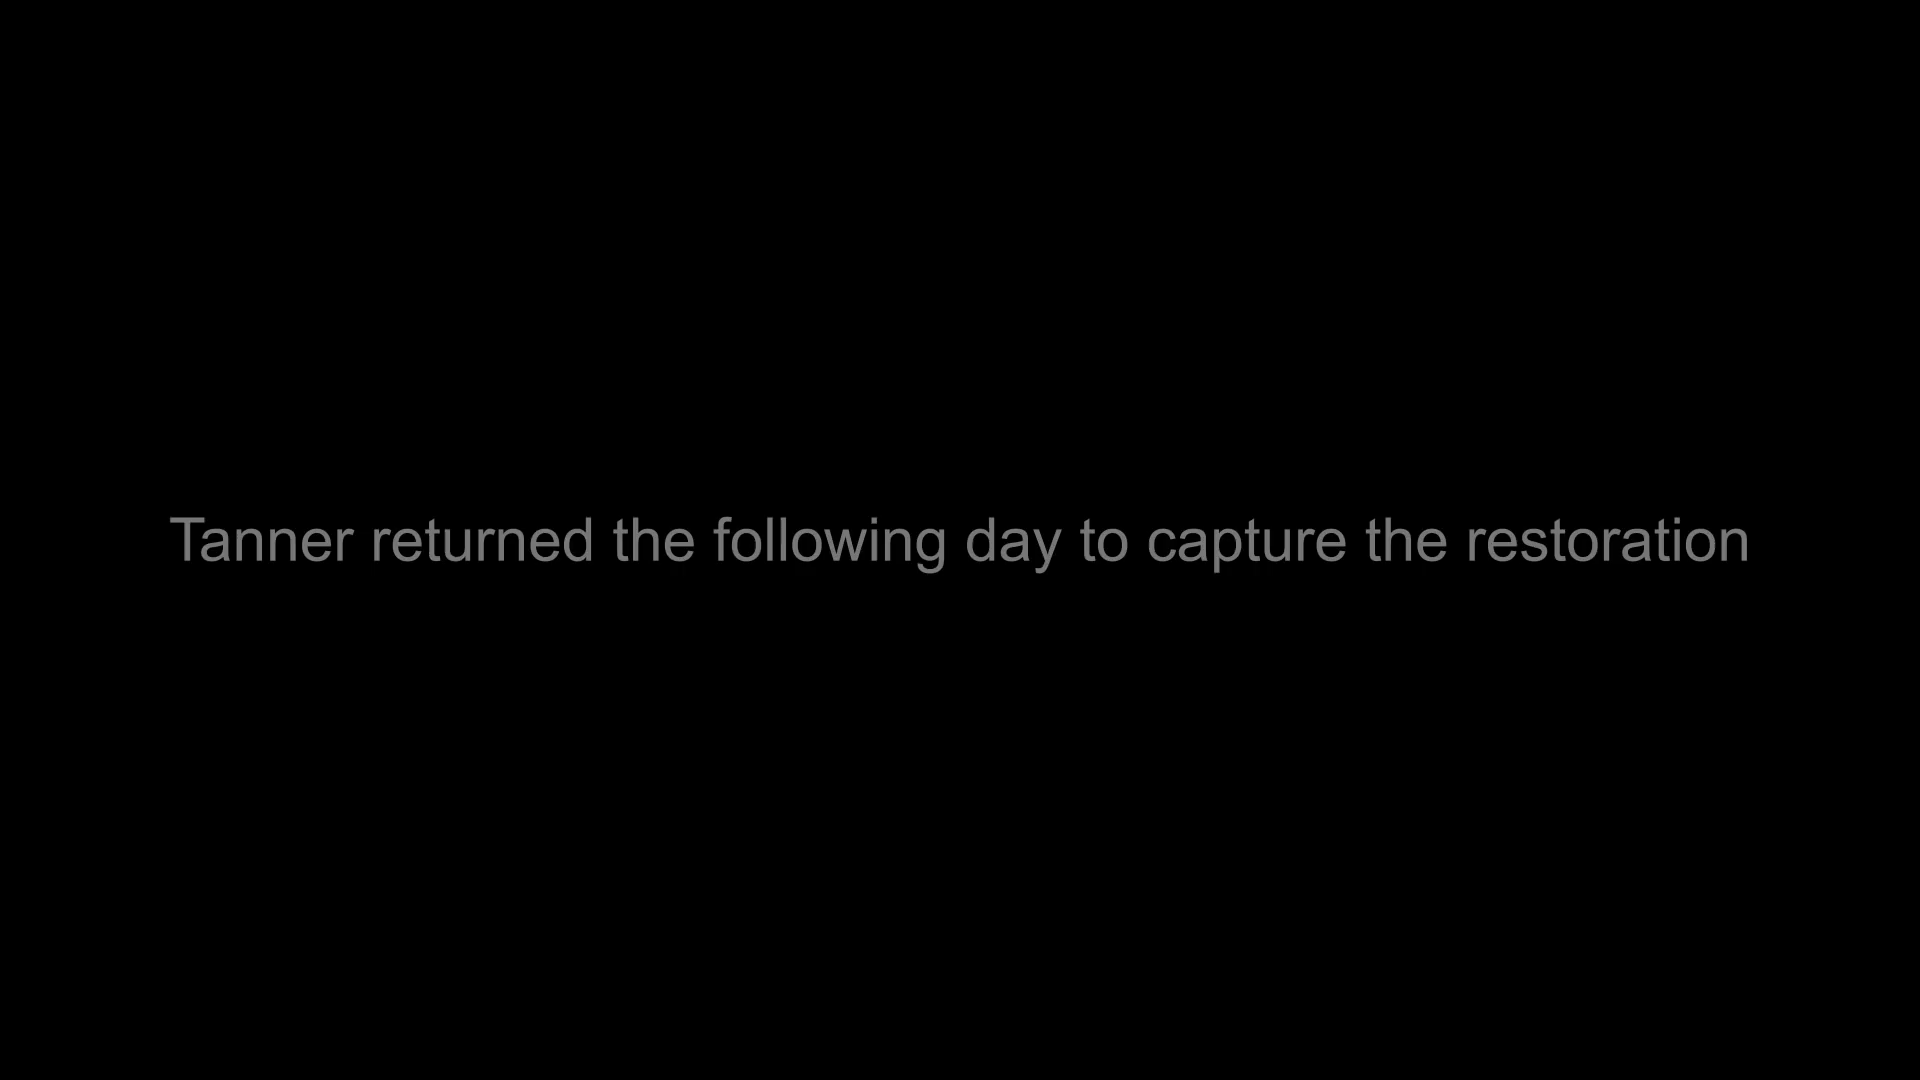 Tanner returned the following day to capture the restoration